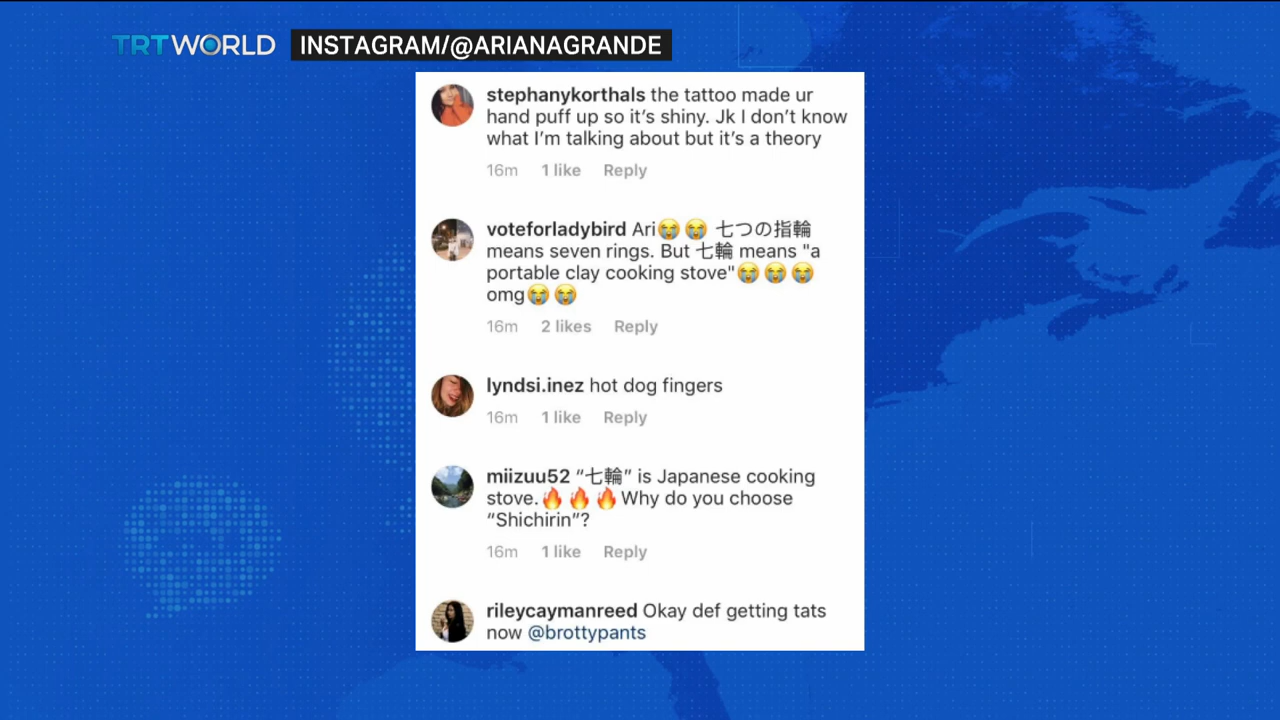 TRT WORLD INSTAGRAM/@ARIANAGRANDE
stephanykorthals the tattoo made ur
hand puff up so it's shiny. Jk I don't know
what I'm talking about but it's a theory
16m 1 like Reply
voteforladybird Ari😭😭 七つの指輪
means seven rings. But 七輪 means "a
portable clay cooking stove"😭😭😭
omg😭😭
16m 2 likes Reply
lyndsi.inez hot dog fingers
16m 1 like Reply
miizuu52 “七輪” is Japanese cooking
stove.🔥🔥🔥Why do you choose
“Shichirin”?
16m 1 like Reply
rileycaymanreed Okay def getting tats
now @brottypants